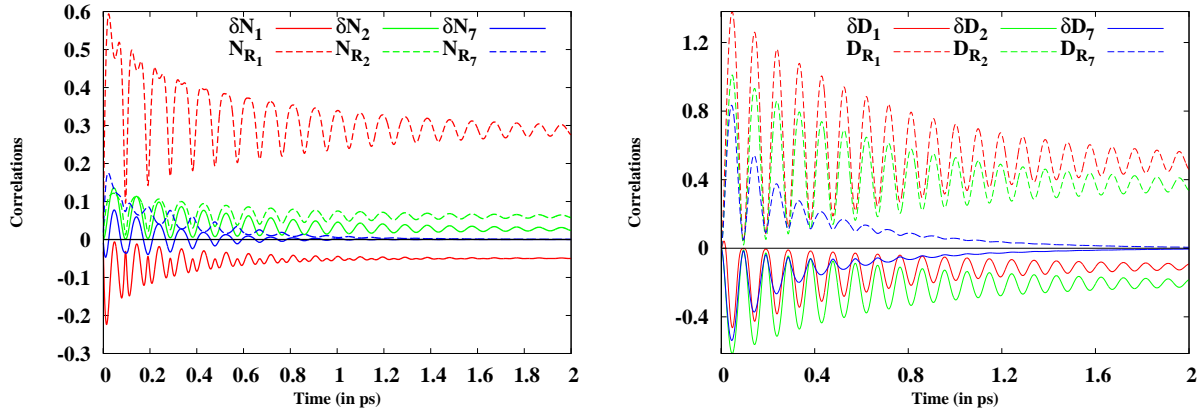 δN1 δN2 δN7
NR1 NR2 NR7
0.6
0.5
0.4
0.3
0.2
0.1
0
-0.1
-0.2
-0.3
Correlations
0 0.2 0.4 0.6 0.8 1 1.2 1.4 1.6 1.8 2
Time (in ps)
δD1 δD2 δD7
DR1 DR2 DR7
1.2
0.8
0.4
0
-0.4
Correlations
0 0.4 0.8 1.2 1.6 2
Time (in ps)